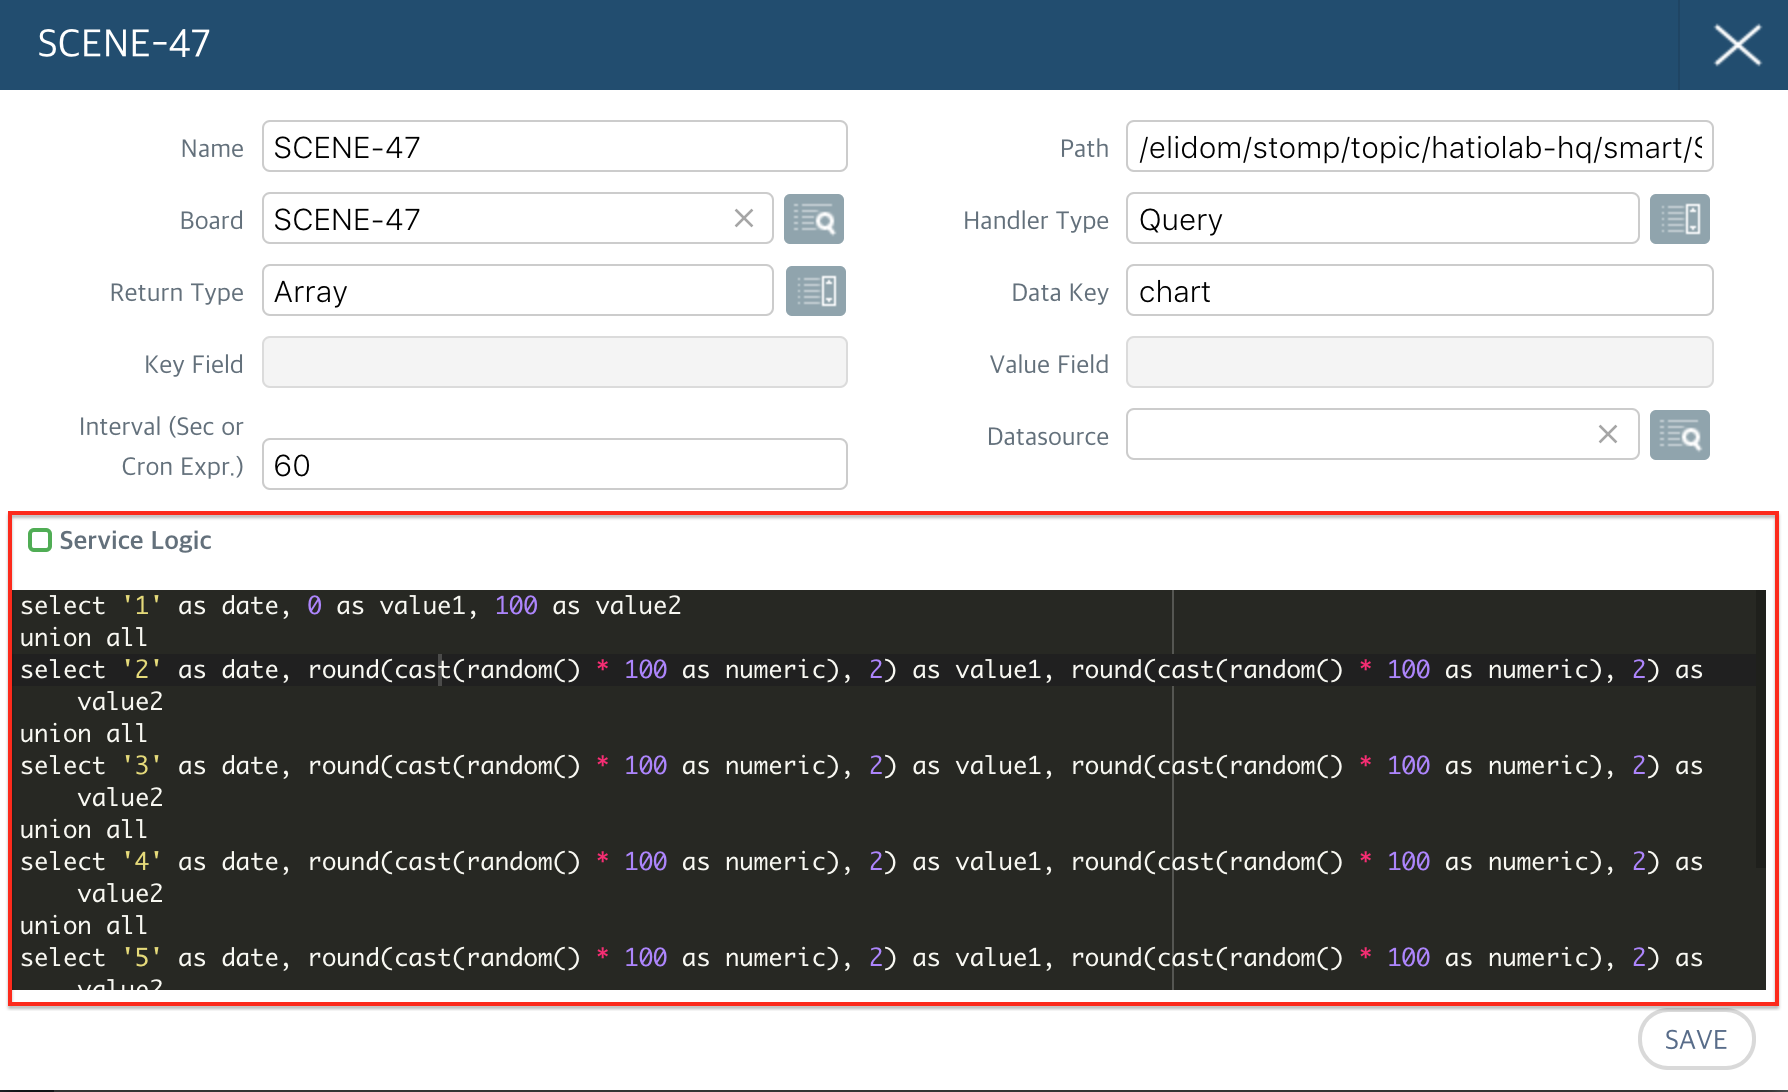 SCENE-47
Name SCENE-47
Path /elidom/stomp/topic/hatiolab-hq/smart/S
Board SCENE-47
Handler Type Query
Return Type Array
Data Key chart
Key Field
Value Field
Interval (Sec or
Cron Expr.) 60
Datasource
Service Logic
select '1' as date, 0 as value1, 100 as value2
union all
select '2' as date, round(cast(random() * 100 as numeric), 2) as value1, round(cast(random() * 100 as numeric), 2) as
value2
union all
select '3' as date, round(cast(random() * 100 as numeric), 2) as value1, round(cast(random() * 100 as numeric), 2) as
value2
union all
select '4' as date, round(cast(random() * 100 as numeric), 2) as value1, round(cast(random() * 100 as numeric), 2) as
value2
union all
select '5' as date, round(cast(random() * 100 as numeric), 2) as value1, round(cast(random() * 100 as numeric), 2) as
value2
SAVE